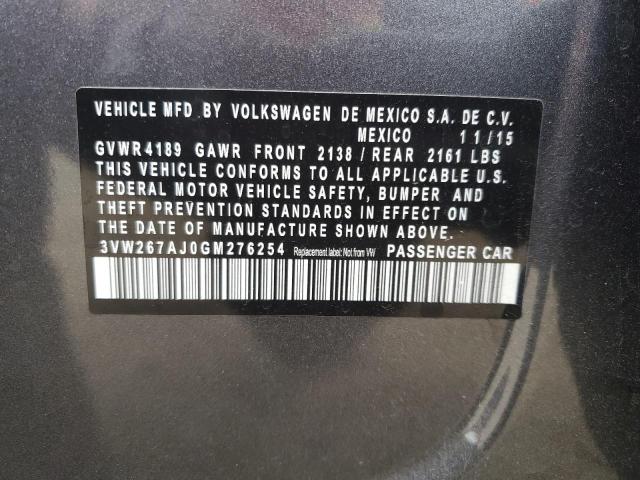 VEHICLE MFD BY VOLKSWAGEN DE MEXICO S.A. DE C.V.
MEXICO 11/15
GVWR4189 GAWR FRONT 2138 / REAR 2161 LBS
THIS VEHICLE CONFORMS TO ALL APPLICABLE U.S.
FEDERAL MOTOR VEHICLE SAFETY, BUMPER AND
THEFT PREVENTION STANDARDS IN EFFECT ON
THE DATE OF MANUFACTURE SHOWN ABOVE.
3VW267AJ0GM276254 Replacement label: Not from VW PASSENGER CAR